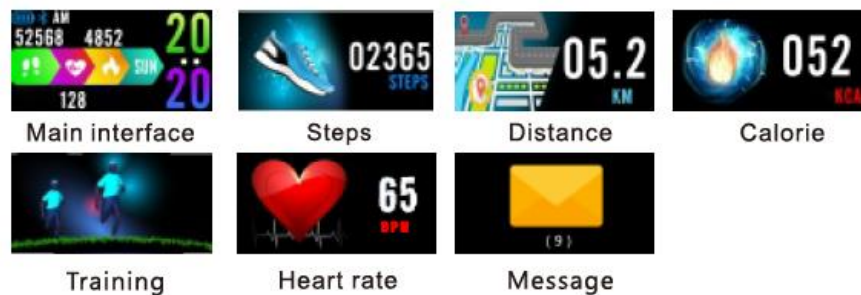 AM
52568 4852
20
SUN
20
128
02365
STEPS
05.2
KM
052
KCA
Main interface
Steps
Distance
Calorie
65
BPM
(9)
Training
Heart rate
Message